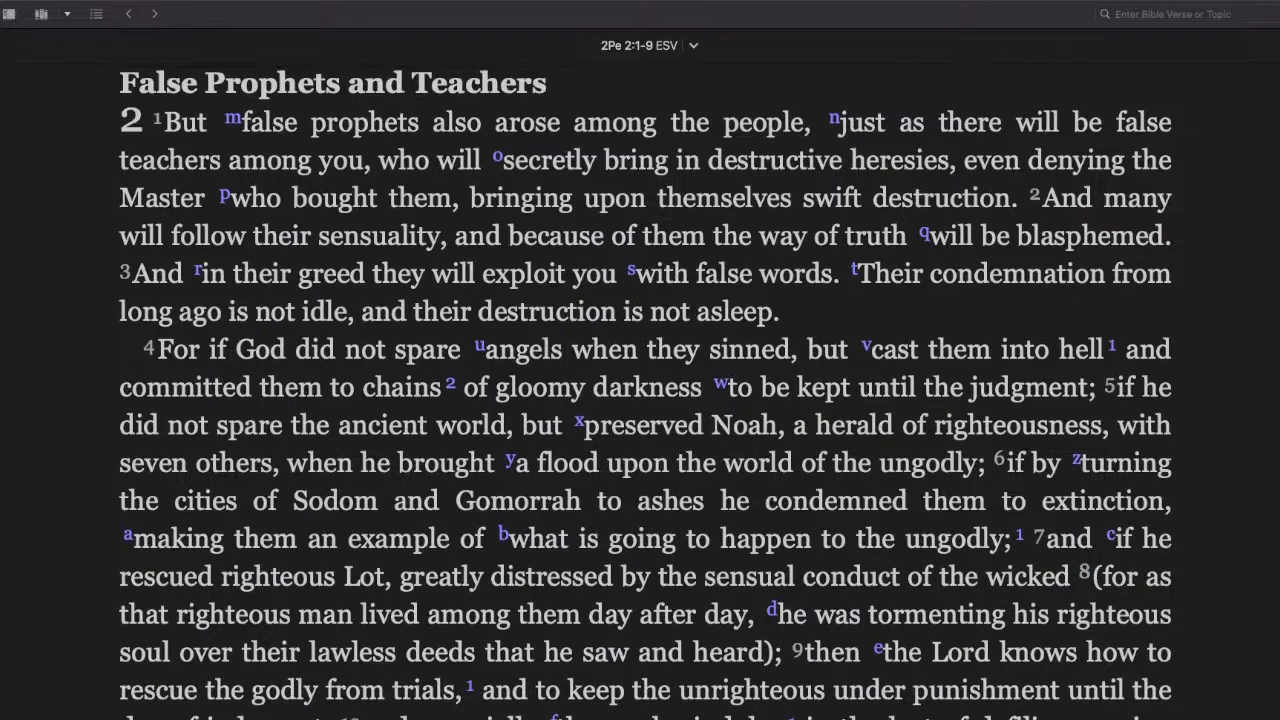 Enter Bible Verse or Topic
2Pe 2:1-9 ESV
False Prophets and Teachers
2 1But mfalse prophets also arose among the people, njust as there will be false
teachers among you, who will osecretly bring in destructive heresies, even denying the
Master pwho bought them, bringing upon themselves swift destruction. 2And many
will follow their sensuality, and because of them the way of truth qwill be blasphemed.
3And rin their greed they will exploit you swith false words. tTheir condemnation from
long ago is not idle, and their destruction is not asleep.
4For if God did not spare uangels when they sinned, but vcast them into hell1 and
committed them to chains2 of gloomy darkness wto be kept until the judgment; 5if he
did not spare the ancient world, but xpreserved Noah, a herald of righteousness, with
seven others, when he brought ya flood upon the world of the ungodly; 6if by zturning
the cities of Sodom and Gomorrah to ashes he condemned them to extinction,
amaking them an example of bwhat is going to happen to the ungodly;1 7and cif he
rescued righteous Lot, greatly distressed by the sensual conduct of the wicked 8(for as
that righteous man lived among them day after day, dhe was tormenting his righteous
soul over their lawless deeds that he saw and heard); 9then ethe Lord knows how to
rescue the godly from trials,1 and to keep the unrighteous under punishment until the